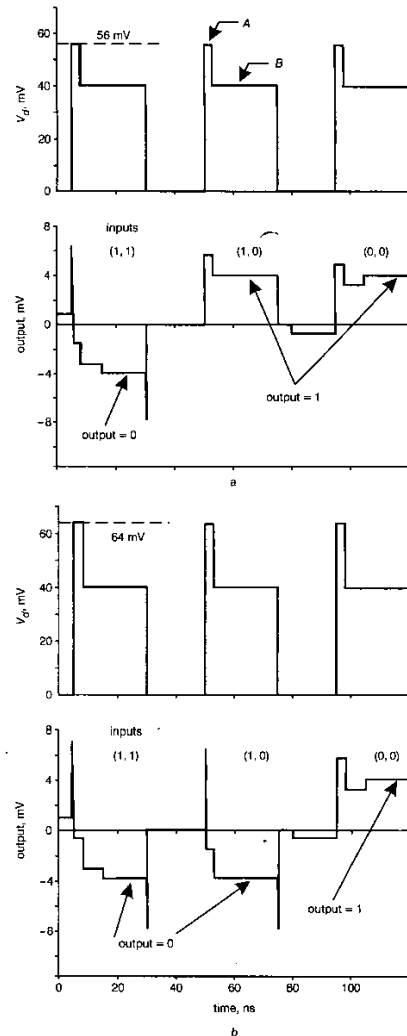 56 mV
A
B
60
40
20
0
V_d, mV
inputs
(1, 1)
(1, 0)
(0, 0)
8
4
0
-4
-8
output, mV
output = 1
output = 0
a
60
40
20
0
V_d, mV
64 mV
inputs
(1, 1)
(1, 0)
(0, 0)
8
4
0
-4
-8
output, mV
output = 1
output = 0
0 20 40 60 80 100
time, ns
b